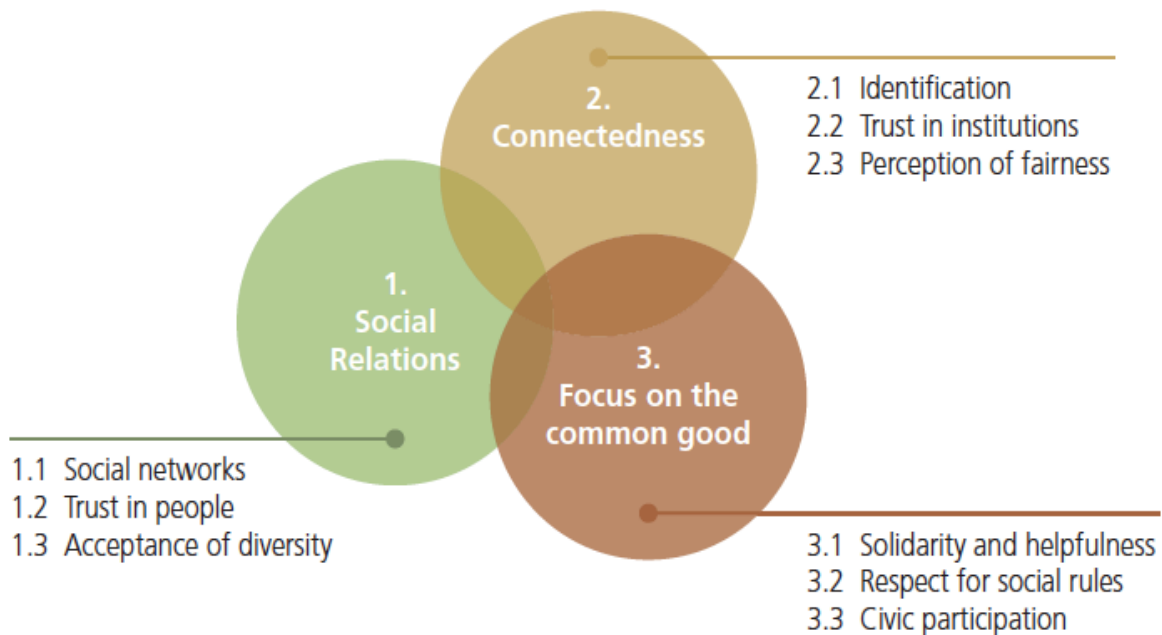 2.
Connectedness
2.1 Identification
2.2 Trust in institutions
2.3 Perception of fairness
1.
Social
Relations
1.1 Social networks
1.2 Trust in people
1.3 Acceptance of diversity
3.
Focus on the
common good
3.1 Solidarity and helpfulness
3.2 Respect for social rules
3.3 Civic participation